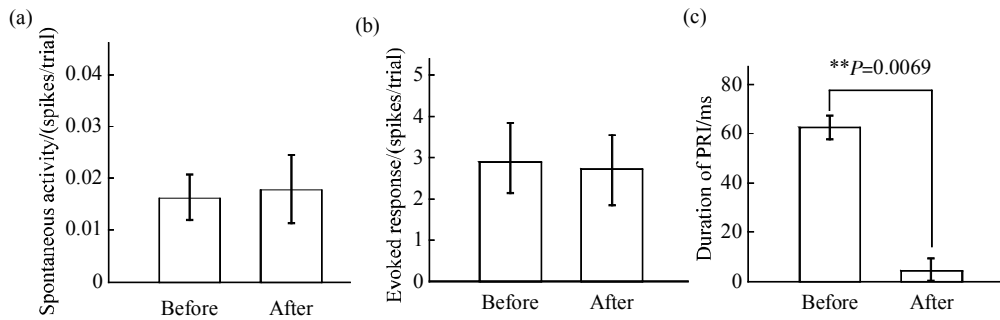 (a)
Spontaneous activity/(spikes/trial)
0.04
0.03
0.02
0.01
0
Before After
(b)
Evoked response/(spikes/trial)
5
4
3
2
1
0
Before After
(c)
Duration of PRI/ms
80
60
40
20
0
**P=0.0069
Before After